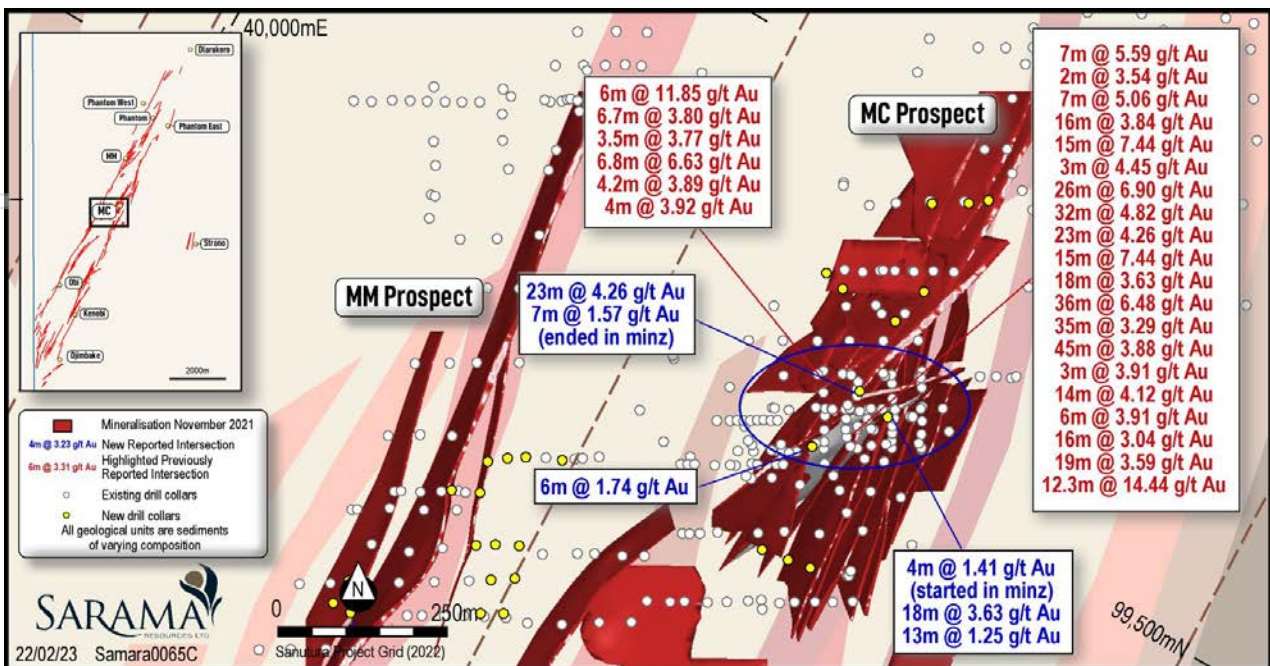 40,000mE
Diarakoro
Phantom West
Phantom
Phantom East
MM
MC
Strono
Obi
Kenobi
Djimbake
2000m
Mineralisation November 2021
4m @ 3.23 g/t Au New Reported Intersection
6m @ 3.31 g/t Au Highlighted Previously
Reported Intersection
Existing drill collars
New drill collars
All geological units are sediments
of varying composition
SARAMA
RESOURCES LTD
22/02/23 Samara0065C
MM Prospect
6m @ 11.85 g/t Au
6.7m @ 3.80 g/t Au
3.5m @ 3.77 g/t Au
6.8m @ 6.63 g/t Au
4.2m @ 3.89 g/t Au
4m @ 3.92 g/t Au
23m @ 4.26 g/t Au
7m @ 1.57 g/t Au
(ended in minz)
6m @ 1.74 g/t Au
N
0
250m
Sanutura Project Grid (2022)
MC Prospect
7m @ 5.59 g/t Au
2m @ 3.54 g/t Au
7m @ 5.06 g/t Au
16m @ 3.84 g/t Au
15m @ 7.44 g/t Au
3m @ 4.45 g/t Au
26m @ 6.90 g/t Au
32m @ 4.82 g/t Au
23m @ 4.26 g/t Au
15m @ 7.44 g/t Au
18m @ 3.63 g/t Au
36m @ 6.48 g/t Au
35m @ 3.29 g/t Au
45m @ 3.88 g/t Au
3m @ 3.91 g/t Au
14m @ 4.12 g/t Au
6m @ 3.91 g/t Au
16m @ 3.04 g/t Au
19m @ 3.59 g/t Au
12.3m @ 14.44 g/t Au
4m @ 1.41 g/t Au
(started in minz)
18m @ 3.63 g/t Au
13m @ 1.25 g/t Au
99,500mN